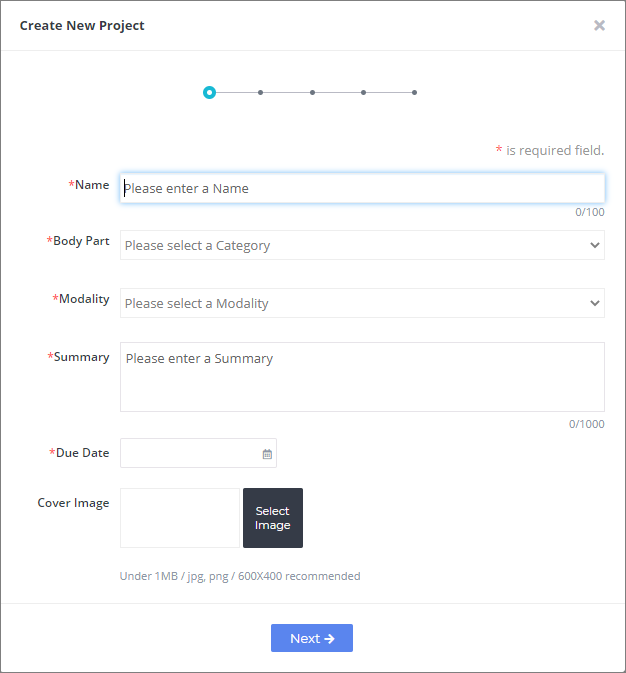 Create New Project
* is required field.
*Name
Please enter a Name
0/100
*Body Part
Please select a Category
*Modality
Please select a Modality
*Summary
Please enter a Summary
0/1000
*Due Date
Cover Image
Select
Image
Under 1MB / jpg, png / 600X400 recommended
Next